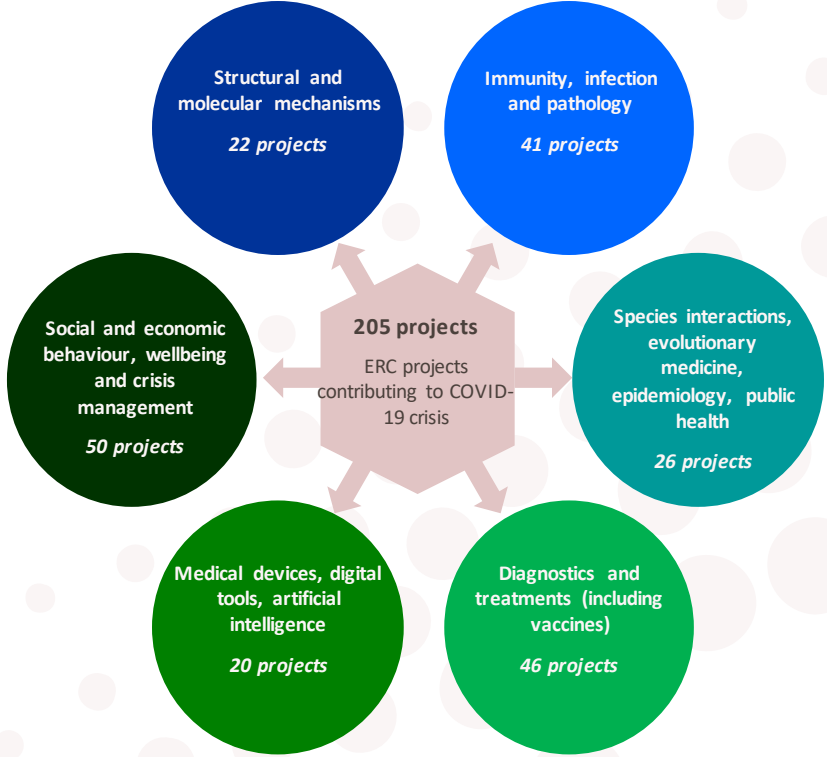 Structural and
molecular mechanisms
22 projects
Immunity, infection
and pathology
41 projects
Social and economic
behaviour, wellbeing
and crisis
management
50 projects
205 projects
ERC projects
contributing to COVID-
19 crisis
Species interactions,
evolutionary
medicine,
epidemiology, public
health
26 projects
Medical devices, digital
tools, artificial
intelligence
20 projects
Diagnostics and
treatments (including
vaccines)
46 projects